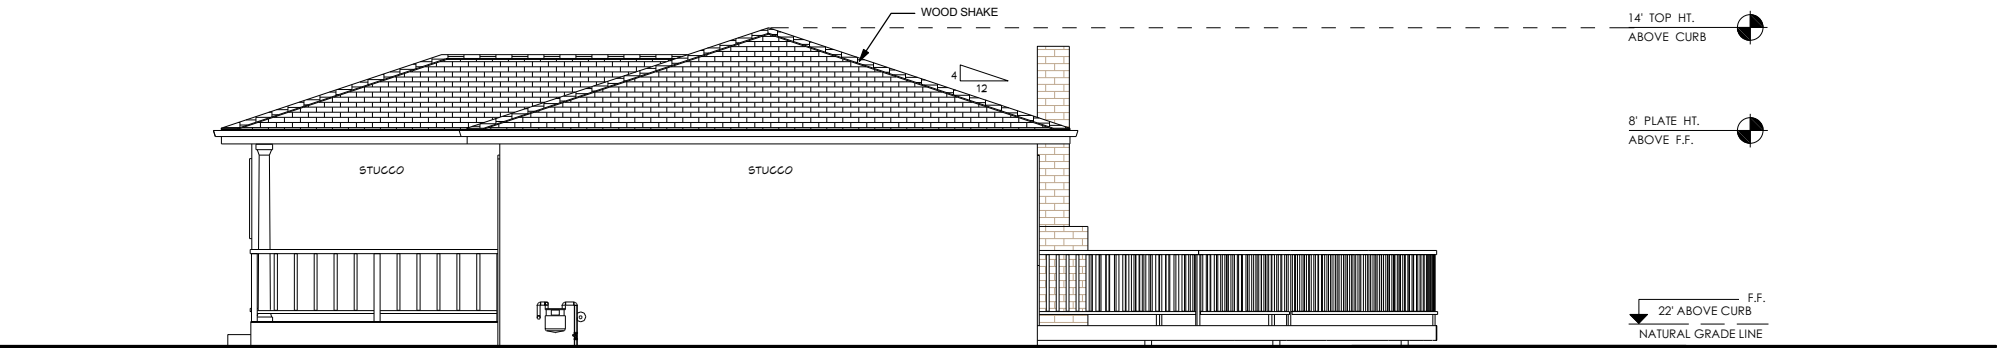 WOOD SHAKE
14' TOP HT.
ABOVE CURB
4
12
8' PLATE HT.
ABOVE F.F.
STUCCO
STUCCO
F.F.
22' ABOVE CURB
NATURAL GRADE LINE